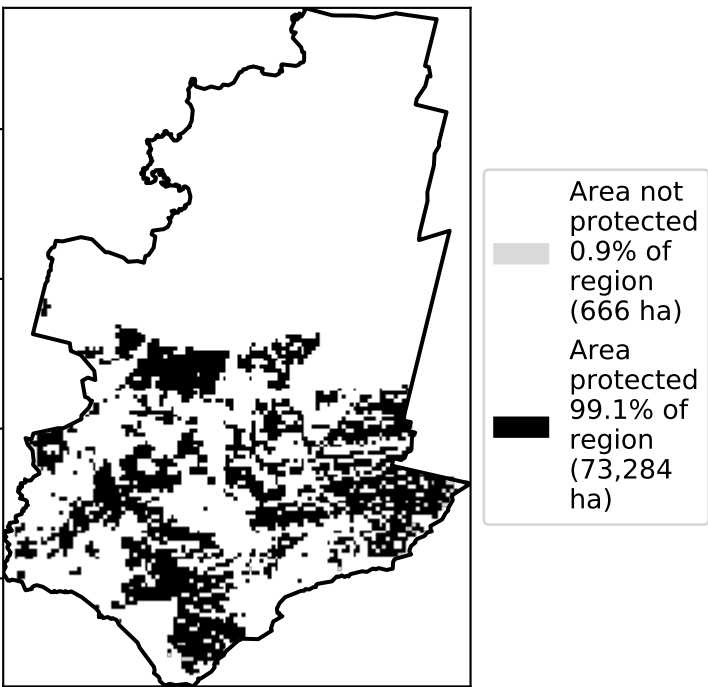 Area not
protected
0.9% of
region
(666 ha)
Area
protected
99.1% of
region
(73,284
ha)